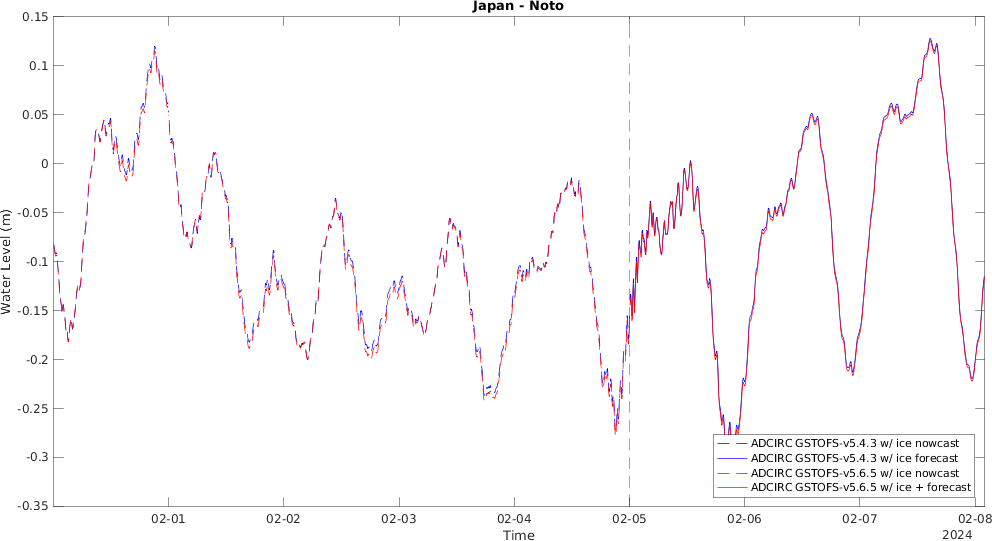 Japan - Noto
0.15
0.1
0.05
0
-0.05
-0.1
-0.15
-0.2
-0.25
-0.3
-0.35
Water Level (m)
ADCIRC GSTOFS-v5.4.3 w/ ice nowcast
ADCIRC GSTOFS-v5.4.3 w/ ice forecast
ADCIRC GSTOFS-v5.6.5 w/ ice nowcast
ADCIRC GSTOFS-v5.6.5 w/ ice + forecast
02-01 02-02 02-03 02-04 02-05 02-06 02-07 02-08
Time
2024